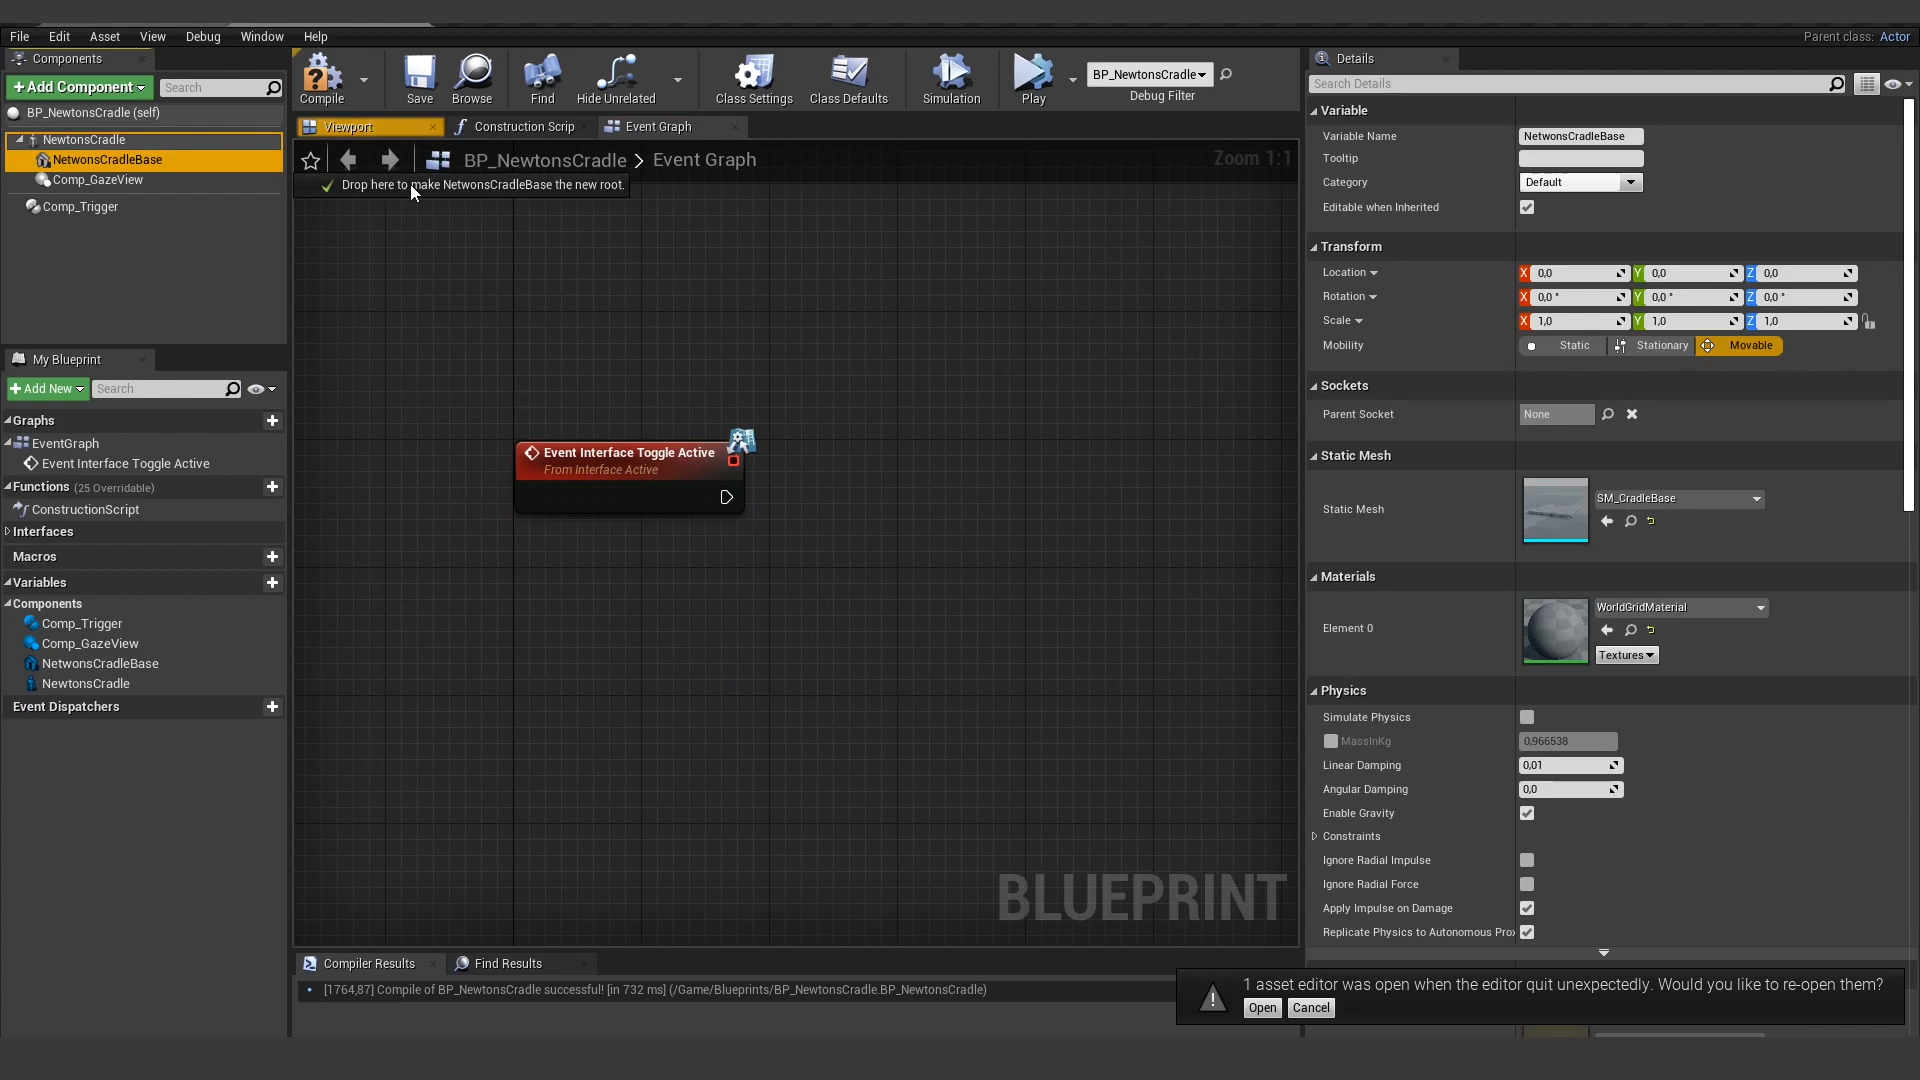 File Edit Asset View Debug Window Help
Parent class: Actor
Components
+Add Component
Search
BP_NewtonsCradle (self)
NewtonsCradle
NetwonsCradleBase
Comp_GazeView
Comp_Trigger
My Blueprint
+Add New
Search
Graphs
EventGraph
Event Interface Toggle Active
Functions (25 Overridable)
ConstructionScript
Interfaces
Macros
Variables
Components
Comp_Trigger
Comp_GazeView
NetwonsCradleBase
NewtonsCradle
Event Dispatchers
Compile
Save
Browse
Find
Hide Unrelated
Class Settings
Class Defaults
Simulation
Play
BP_NewtonsCradle
Debug Filter
Viewport
Construction Scrip
Event Graph
BP_NewtonsCradle > Event Graph
Zoom 1:1
Drop here to make NetwonsCradleBase the new root.
Event Interface Toggle Active
From Interface Active
BLUEPRINT
Compiler Results
Find Results
[1764,87] Compile of BP_NewtonsCradle successful! [in 732 ms] (/Game/Blueprints/BP_NewtonsCradle.BP_NewtonsCradle)
Details
Search Details
Variable
Variable Name NetwonsCradleBase
Tooltip
Category Default
Editable when Inherited
Transform
Location X 0,0 Y 0,0 Z 0,0
Rotation X 0,0 ° Y 0,0 ° Z 0,0 °
Scale X 1,0 Y 1,0 Z 1,0
Mobility Static Stationary Movable
Sockets
Parent Socket None
Static Mesh
Static Mesh SM_CradleBase
Materials
Element 0 WorldGridMaterial
Textures
Physics
Simulate Physics
MassInKg 0,966538
Linear Damping 0,01
Angular Damping 0,0
Enable Gravity
Constraints
Ignore Radial Impulse
Ignore Radial Force
Apply Impulse on Damage
Replicate Physics to Autonomous Prox
1 asset editor was open when the editor quit unexpectedly. Would you like to re-open them?
Open Cancel